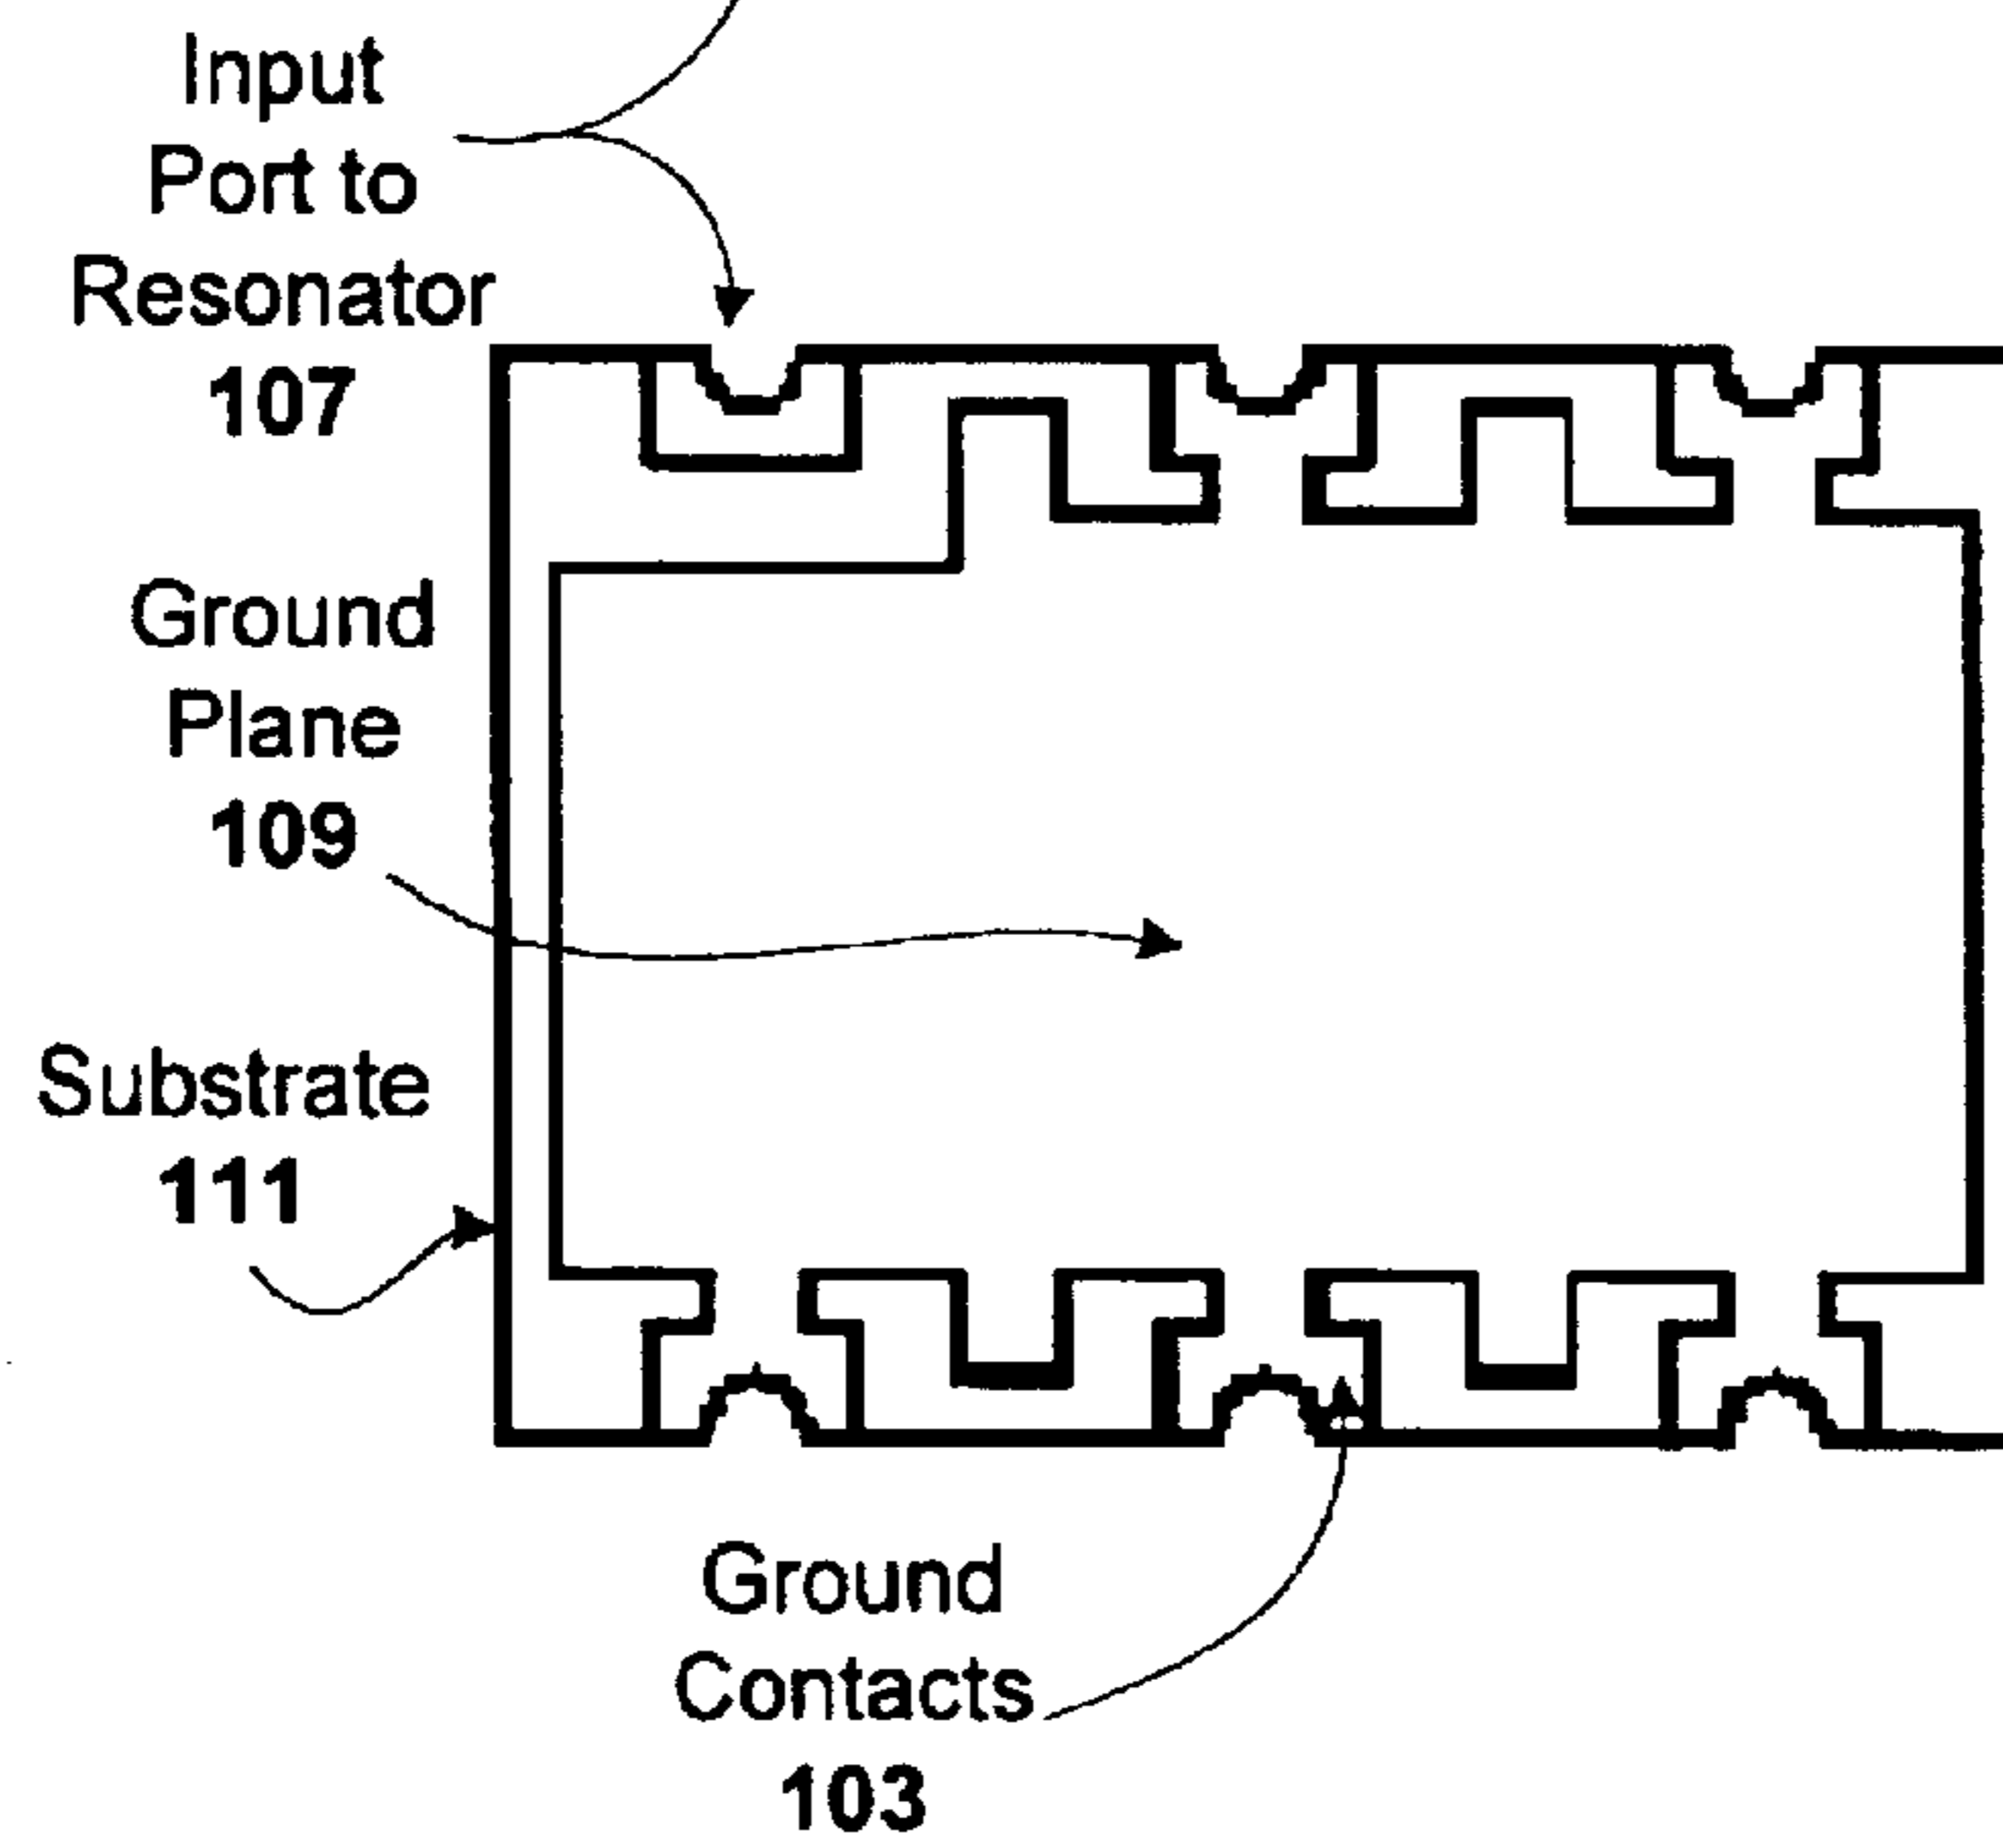 Input
Port to
Resonator
107
Ground
Plane
109
Substrate
111
Ground
Contacts
103